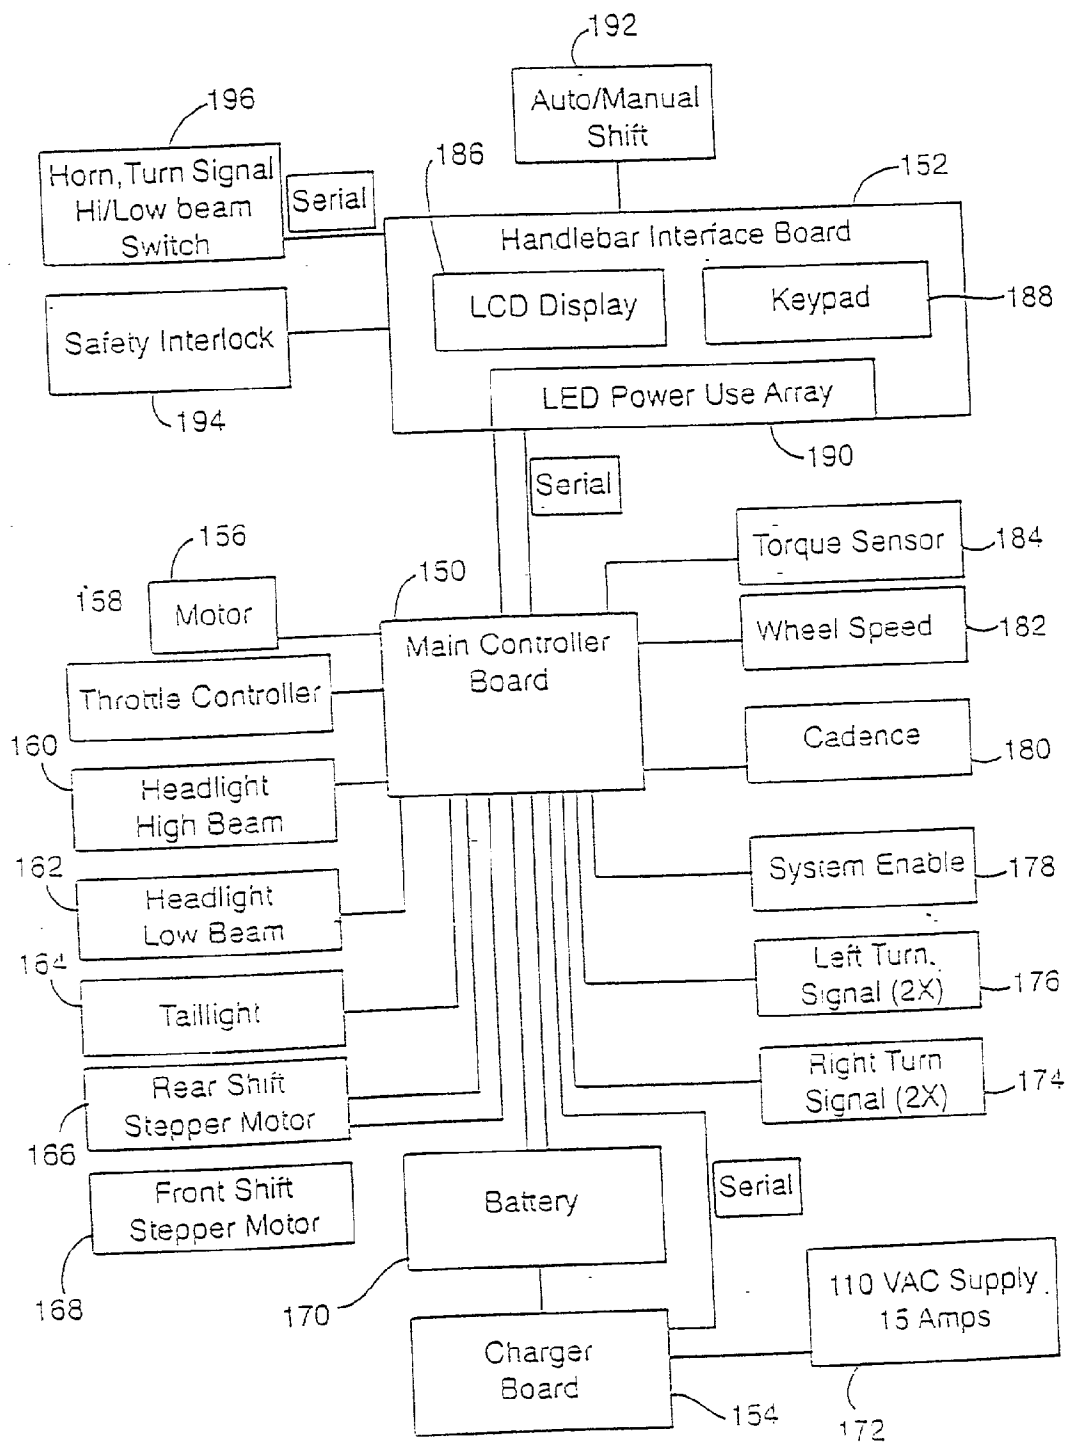 192
Auto/Manual
Shift
196
Horn, Turn Signal
Hi/Low beam
Switch
Serial
186
152
Handlebar Interface Board
LCD Display
Keypad
188
Safety Interlock
194
LED Power Use Array
190
Serial
156
158
Motor
150
Main Controller
Board
Torque Sensor
184
Wheel Speed
182
Throttle Controller
Cadence
180
160
Headlight
High Beam
162
Headlight
Low Beam
System Enable
178
164
Taillight
Left Turn.
Signal (2X)
176
Rear Shift
Stepper Motor
166
Right Turn
Signal (2X)
174
Front Shift
Stepper Motor
168
Battery
170
Serial
110 VAC Supply
15 Amps
172
Charger
Board
154